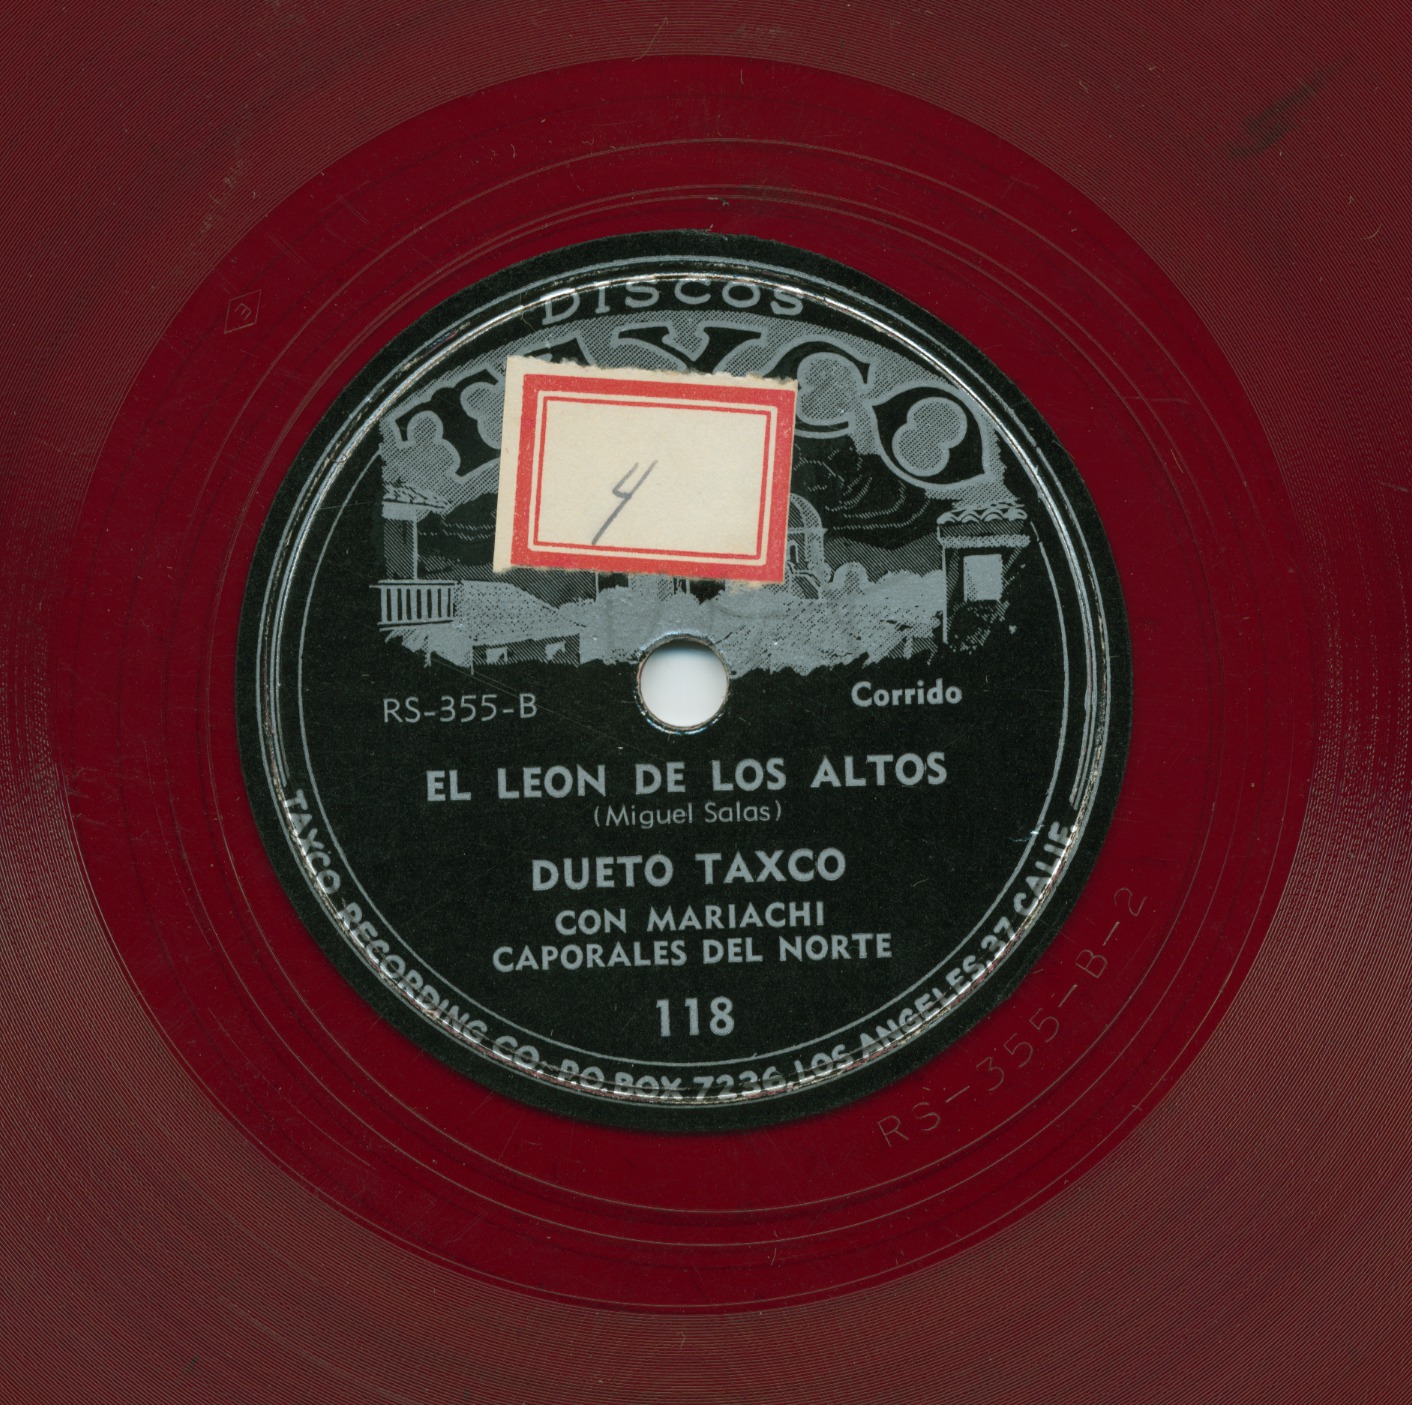 DISCOS
TAXCO
4
RS-355-B
Corrido
EL LEON DE LOS ALTOS
(Miguel Salas)
DUETO TAXCO
CON MARIACHI
CAPORALES DEL NORTE
118
TAXCO RECORDING CO. P.O. BOX 7236, LOS ANGELES, 37 CALIF.
RS-355-B-2
3